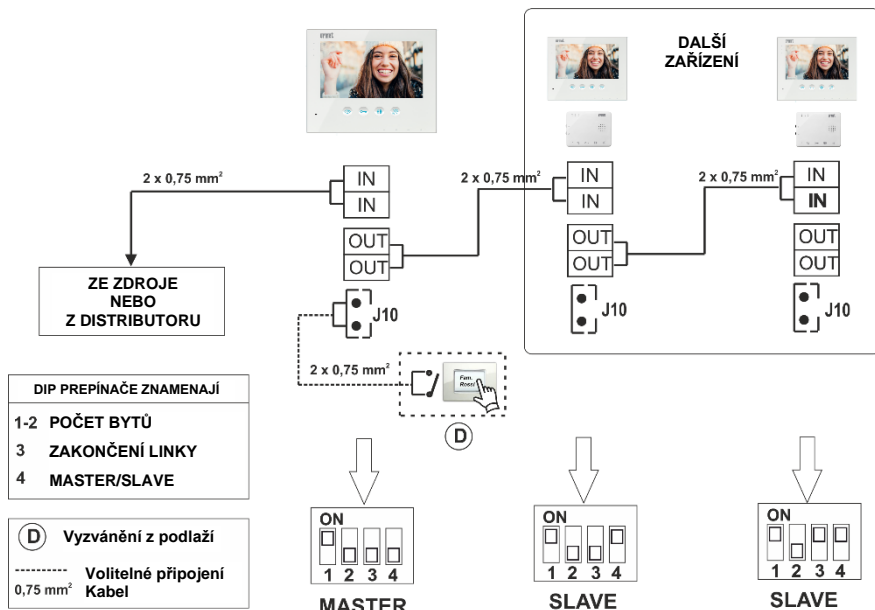 urmet
DALŠÍ
ZAŘÍZENÍ
2 x 0,75 mm²
IN
IN
OUT
OUT
J10
2 x 0,75 mm²
IN
IN
OUT
OUT
J10
2 x 0,75 mm²
IN
IN
OUT
OUT
J10
ZE ZDROJE
NEBO
Z DISTRIBUTORU
2 x 0,75 mm²
Fam.
Rossi
D
DIP PREPÍNAČE ZNAMENAJÍ
1-2 POČET BYTŮ
3 ZAKONČENÍ LINKY
4 MASTER/SLAVE
D Vyzvánění z podlaží
Volitelné připojení
0,75 mm² Kabel
ON
1 2 3 4
MASTER
ON
1 2 3 4
SLAVE
ON
1 2 3 4
SLAVE